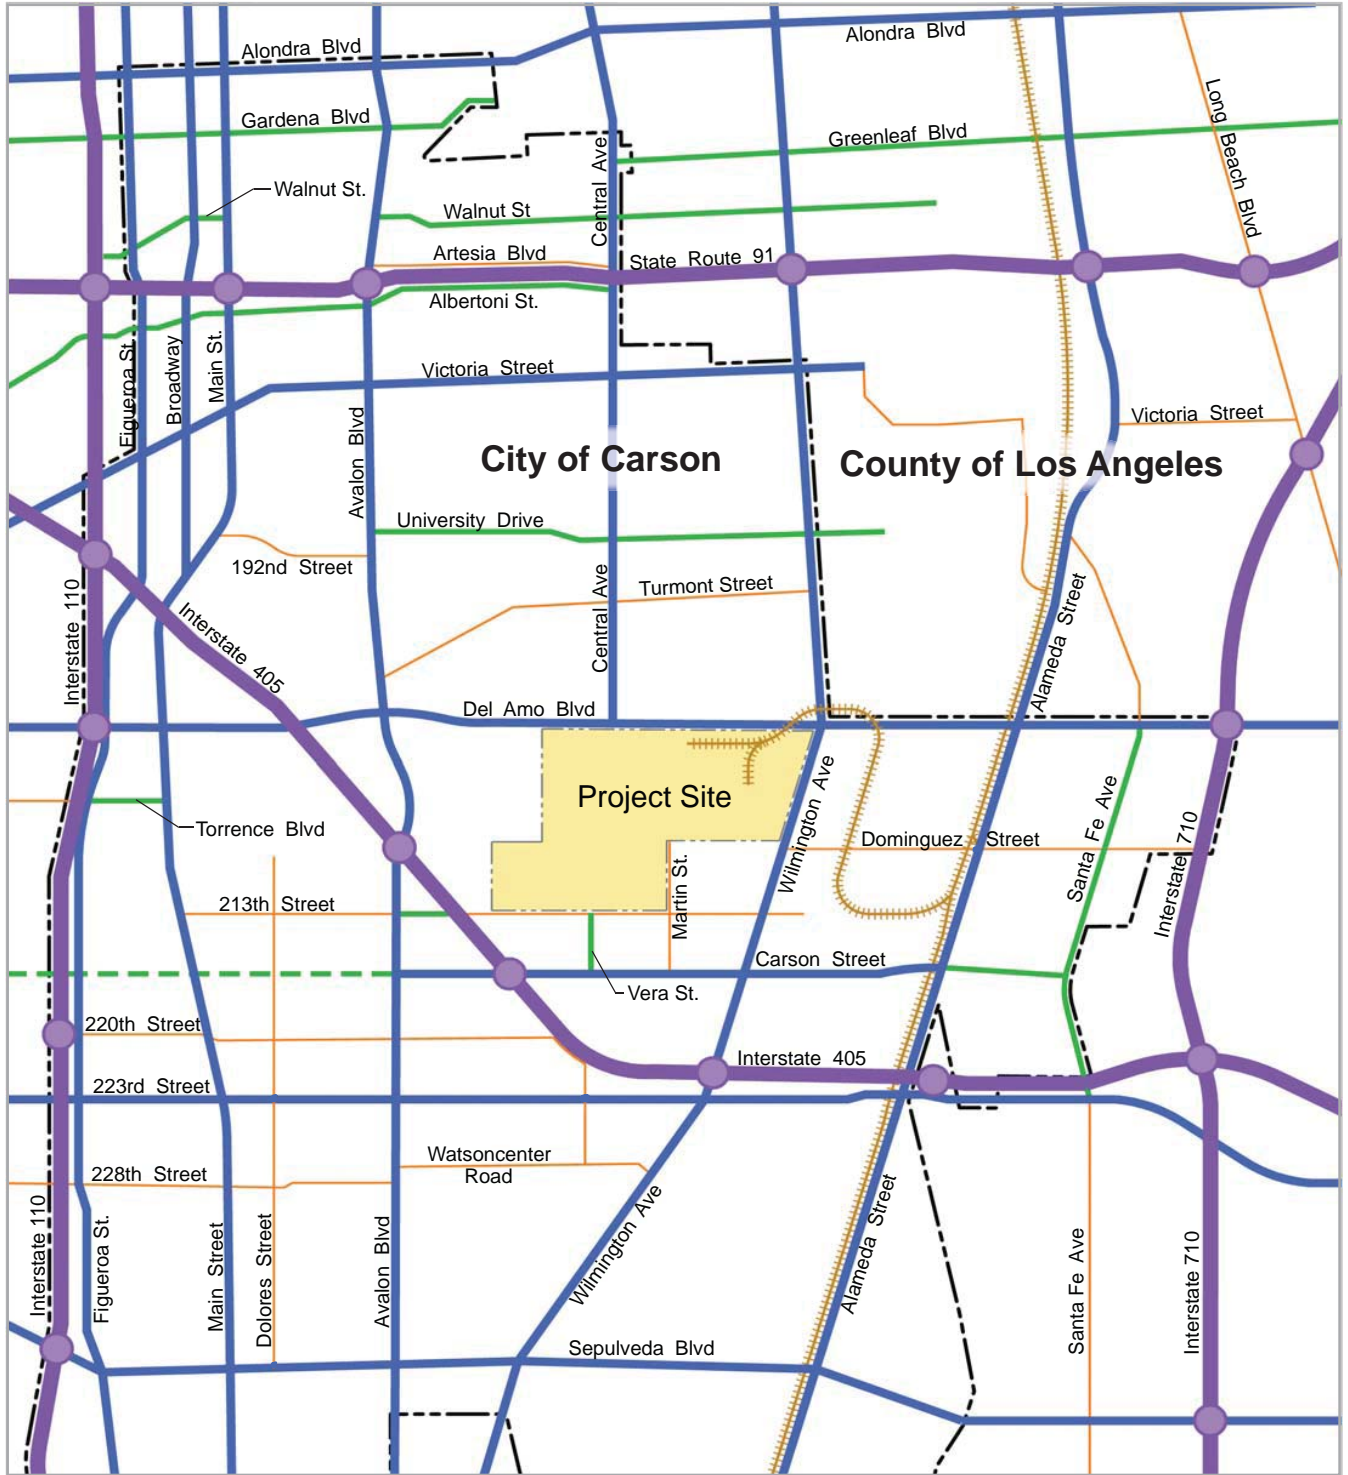 Alondra Blvd
Alondra Blvd
Long Beach Blvd
Gardena Blvd
Greenleaf Blvd
Walnut St.
Central Ave
Walnut St
Artesia Blvd
State Route 91
Albertoni St.
Figueroa St
Broadway
Main St.
Victoria Street
Avalon Blvd
Victoria Street
City of Carson
County of Los Angeles
University Drive
192nd Street
Turmont Street
Central Ave
Interstate 110
Interstate 405
Alameda Street
Del Amo Blvd
Project Site
Wilmington Ave
Santa Fe Ave
Interstate 710
Torrence Blvd
Dominguez Street
213th Street
Martin St.
Carson Street
Vera St.
220th Street
Interstate 405
223rd Street
Watsoncenter
Road
228th Street
Interstate 110
Figueroa St.
Main Street
Dolores Street
Avalon Blvd
Wilmington Ave
Alameda Street
Santa Fe Ave
Interstate 710
Sepulveda Blvd